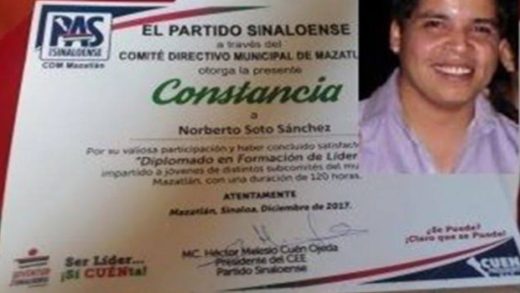 PAS
SINALOENSE
CDM Mazatlán
EL PARTIDO SINALOENSE
a través del
COMITÉ DIRECTIVO MUNICIPAL DE MAZATL
otorga la presente
Constancia
a
Norberto Soto Sánchez
Por su valiosa participación y haber concluido satisfact
"Diplomado en Formación de Líder
impartido a jóvenes de distintos subcomités del mu
Mazatlán, con una duración de 120 horas.
ATENTAMENTE
Mazatlán, Sinaloa, Diciembre de 2017.
MC. Héctor Melesio Cuén Ojeda
Presidente del CEE
Partido Sinaloense
Ser Líder...
¡Sí CUÉNta!
¿Se Puede?
¡Claro que se Puede!
CUEN